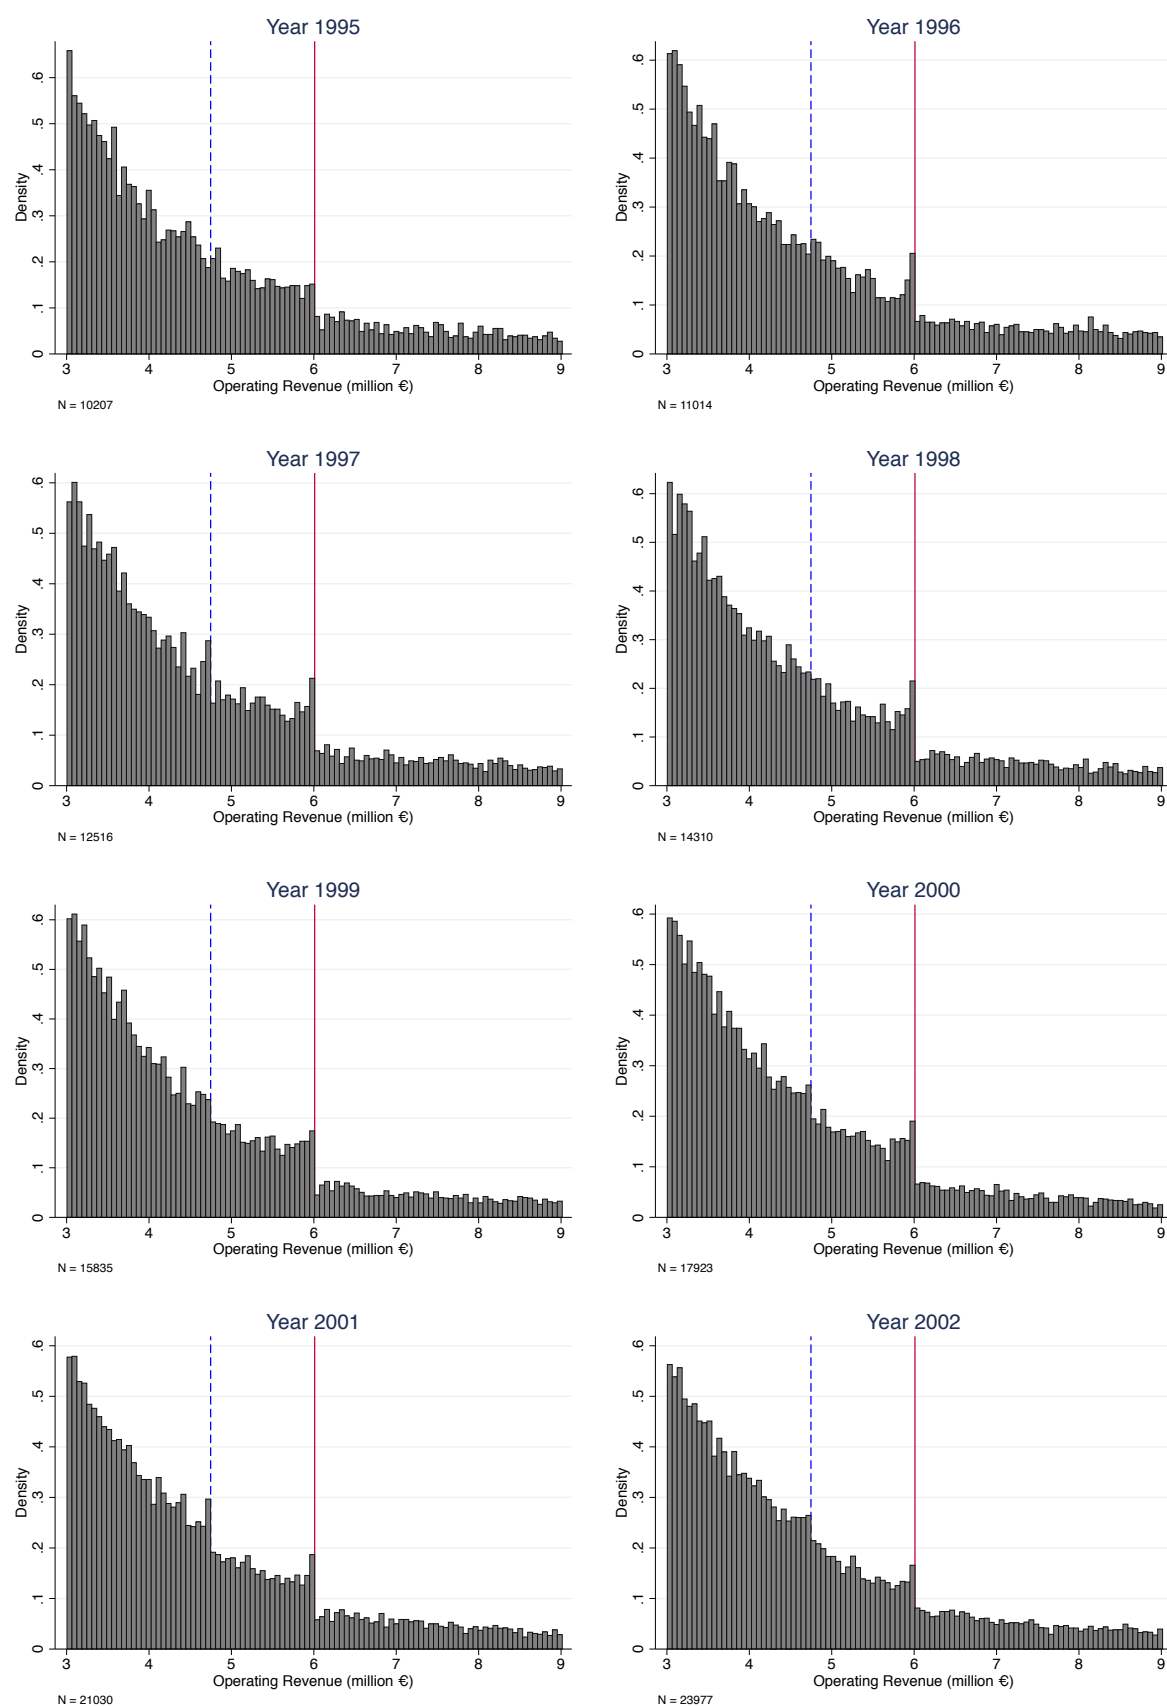 Year 1995
Density
0 .1 .2 .3 .4 .5 .6
3 4 5 6 7 8 9
Operating Revenue (million €)
N = 10207
Year 1996
Density
0 .1 .2 .3 .4 .5 .6
3 4 5 6 7 8 9
Operating Revenue (million €)
N = 11014
Year 1997
Density
0 .1 .2 .3 .4 .5 .6
3 4 5 6 7 8 9
Operating Revenue (million €)
N = 12516
Year 1998
Density
0 .1 .2 .3 .4 .5 .6
3 4 5 6 7 8 9
Operating Revenue (million €)
N = 14310
Year 1999
Density
0 .1 .2 .3 .4 .5 .6
3 4 5 6 7 8 9
Operating Revenue (million €)
N = 15835
Year 2000
Density
0 .1 .2 .3 .4 .5 .6
3 4 5 6 7 8 9
Operating Revenue (million €)
N = 17923
Year 2001
Density
0 .1 .2 .3 .4 .5 .6
3 4 5 6 7 8 9
Operating Revenue (million €)
N = 21030
Year 2002
Density
0 .1 .2 .3 .4 .5 .6
3 4 5 6 7 8 9
Operating Revenue (million €)
N = 23977